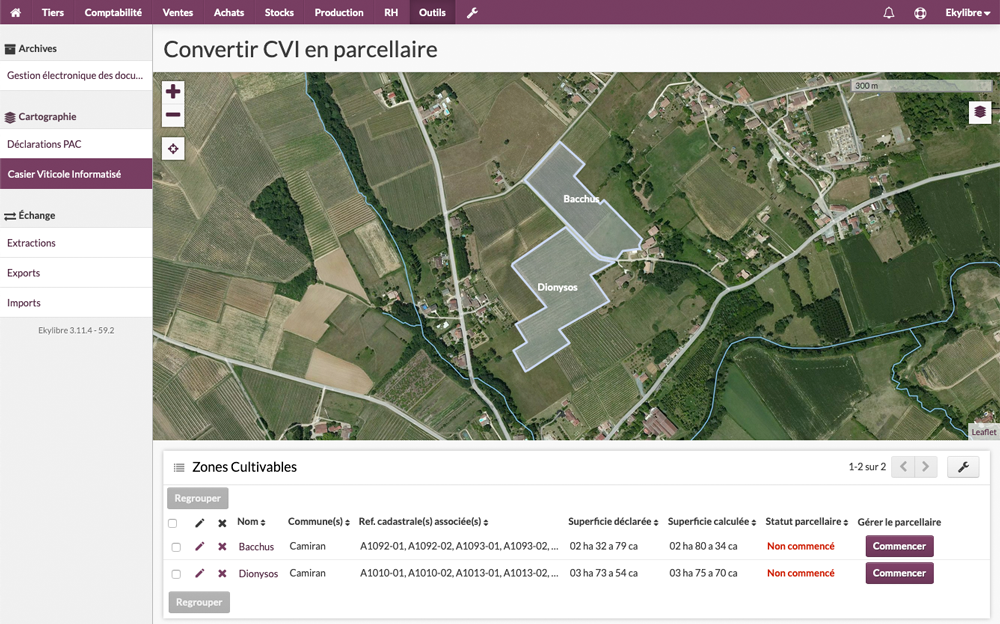 Tiers Comptabilité Ventes Achats Stocks Production RH Outils Ekylibre
Archives
Gestion électronique des docu...
Cartographie
Déclarations PAC
Casier Viticole Informatisé
Échange
Extractions
Exports
Imports
Ekylibre 3.11.4 - 59.2
Convertir CVI en parcellaire
300 m
Bacchus
Dionysos
Leaflet
Zones Cultivables
1-2 sur 2
Regrouper
Nom Commune(s) Ref. cadastrale(s) associée(s) Superficie déclarée Superficie calculée Statut parcellaire Gérer le parcellaire
Bacchus Camiran A1092-01, A1092-02, A1093-01, A1093-02, ... 02 ha 32 a 79 ca 02 ha 80 a 34 ca Non commencé Commencer
Dionysos Camiran A1010-01, A1010-02, A1013-01, A1013-02, ... 03 ha 73 a 54 ca 03 ha 75 a 70 ca Non commencé Commencer
Regrouper